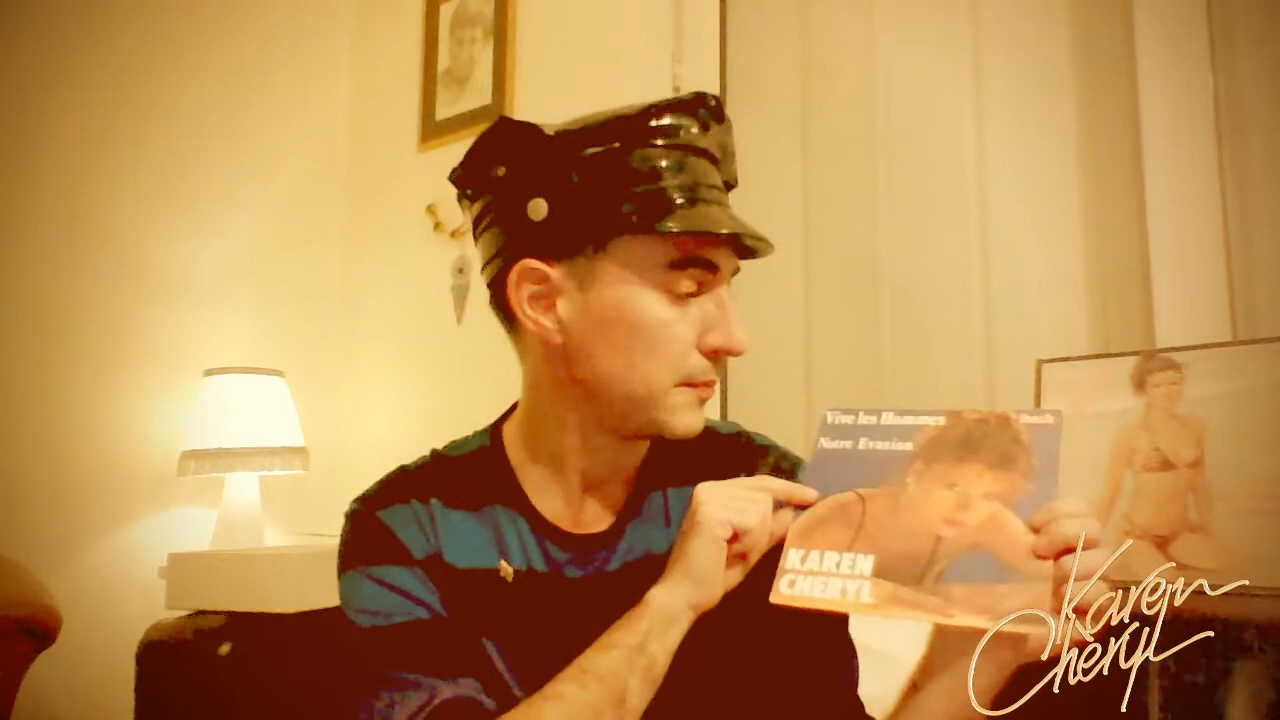 Vive les Hommes
Notre Evasion
KAREN
CHERYL
Karen
Cheryl